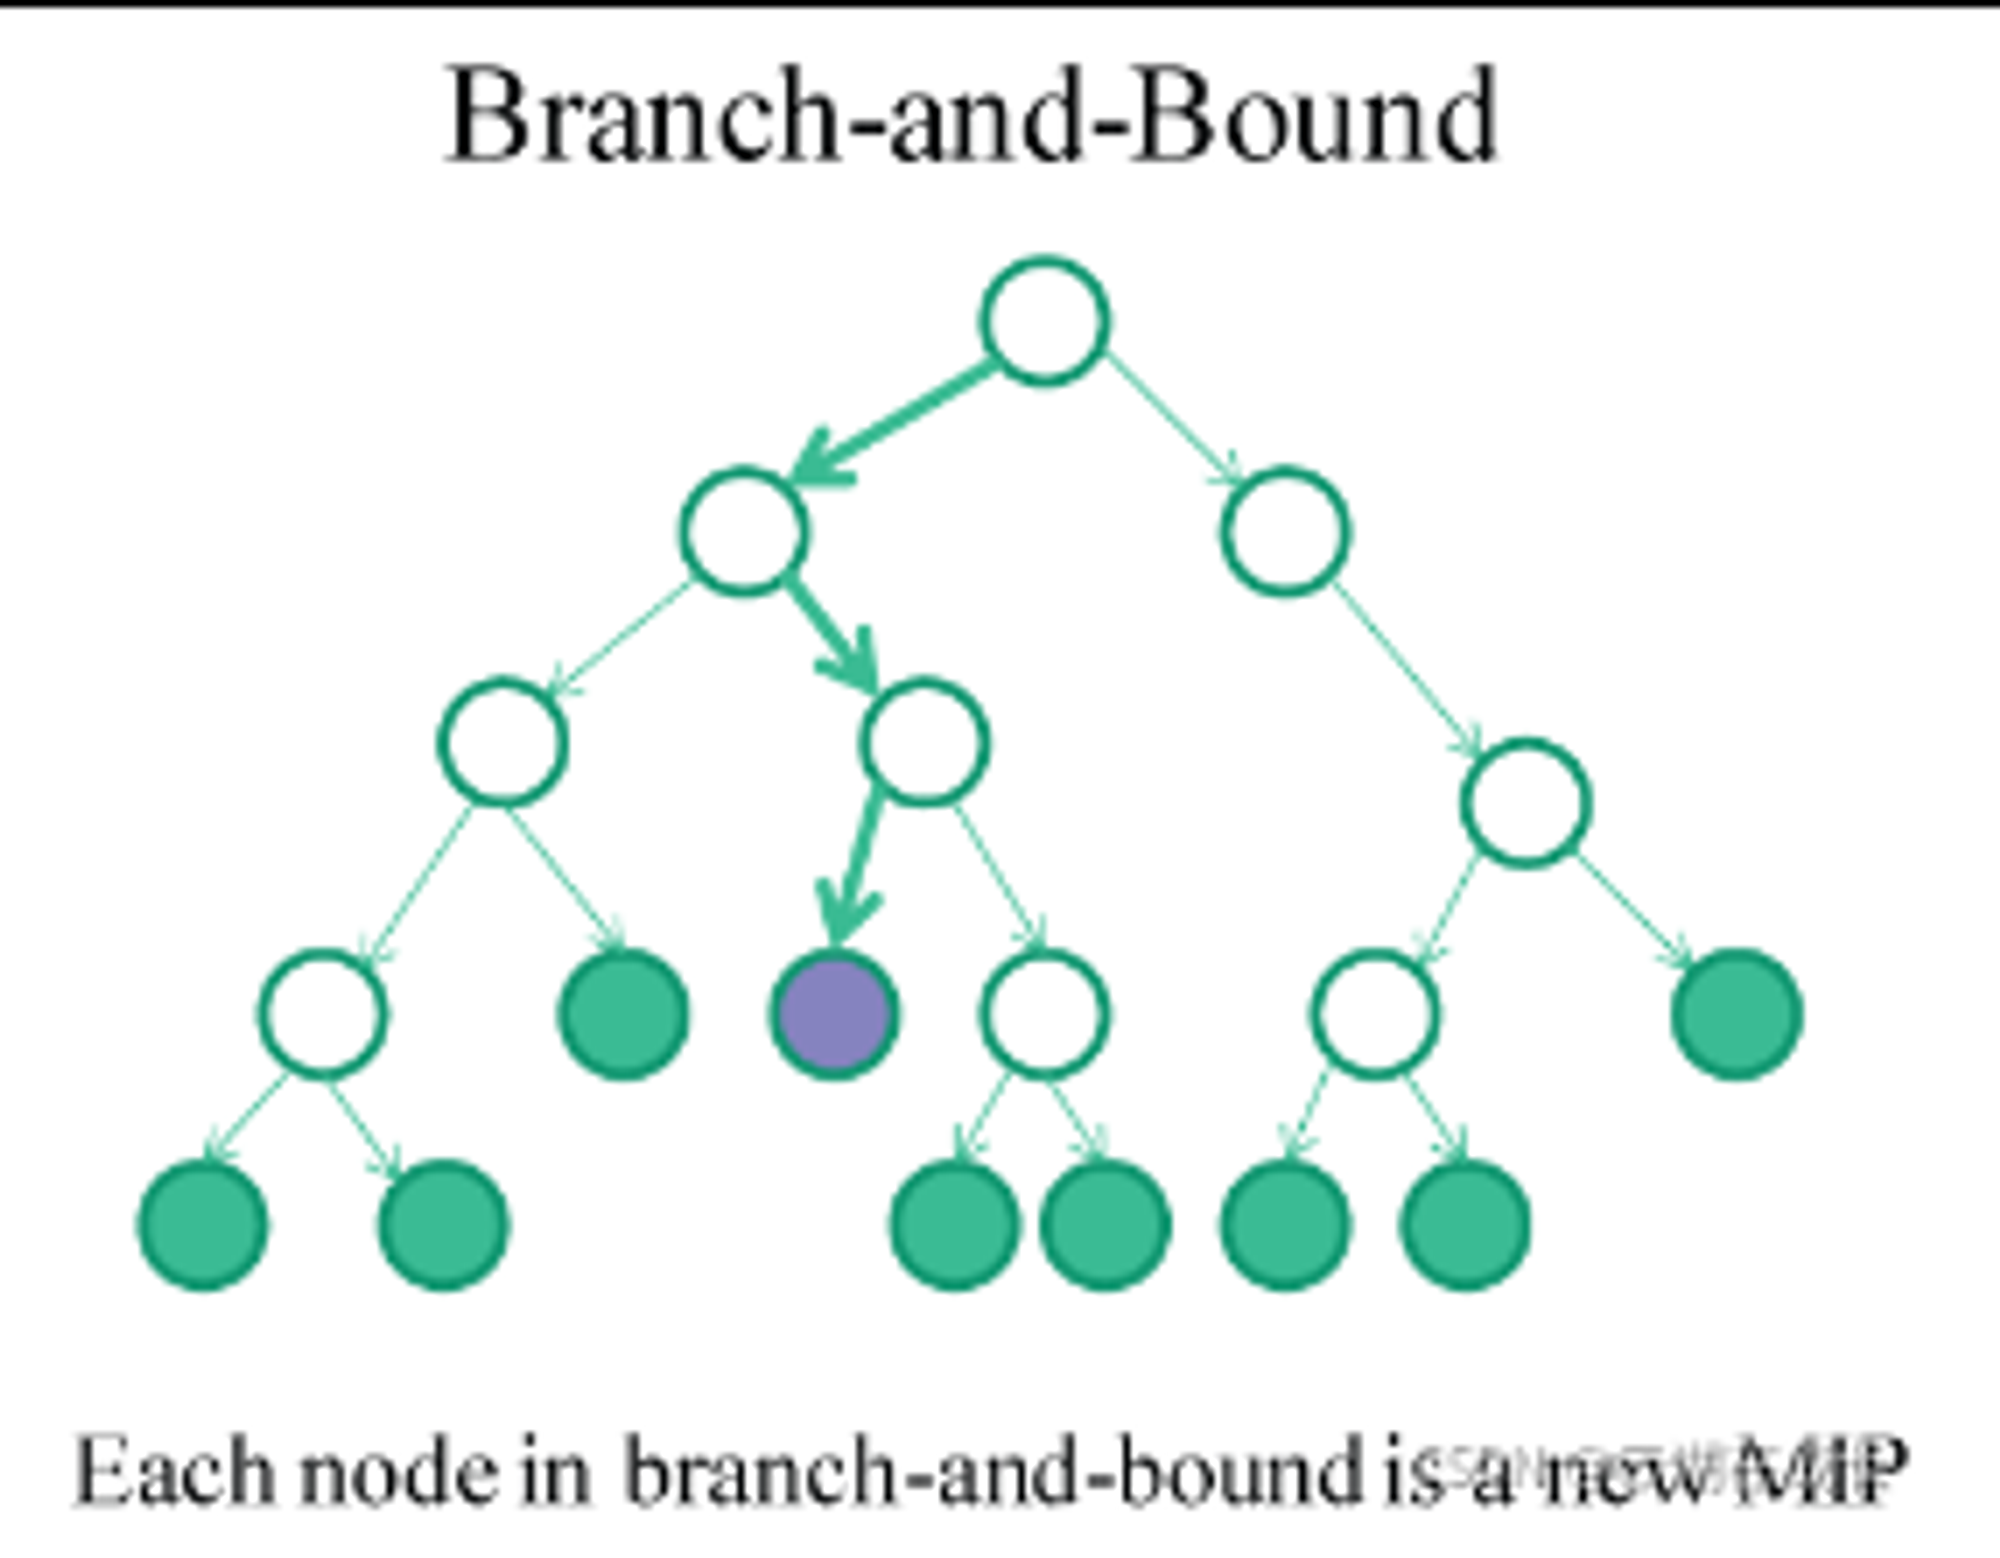 Branch-and-Bound
Each node in branch-and-bound is a new MIP